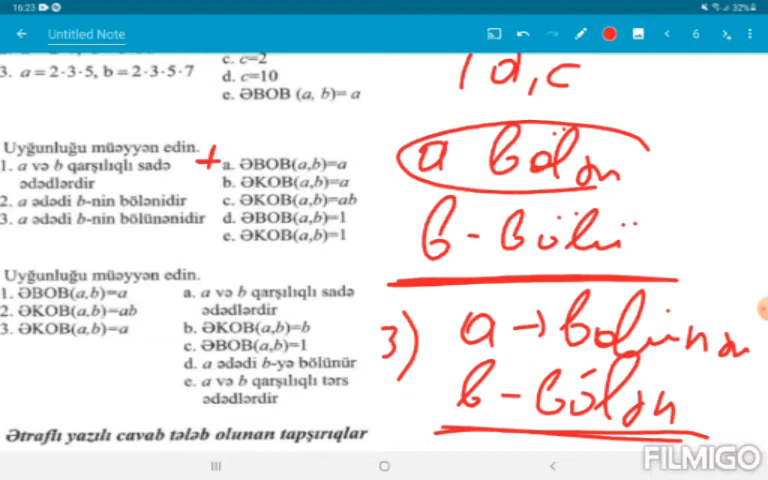 16:23
32%
Untitled Note
6
3. a = 2·3·5, b = 2·3·5·7
c. c=2
d. c=10
e. ƏBOB (a, b)= a
d, c
Uyğunluğu müəyyən edin.
1. a və b qarşılıqlı sadə
ədədlərdir
2. a ədədi b-nin bölənidir
3. a ədədi b-nin bölünənidir
+
a. ƏBOB(a,b)=a
b. ƏKOB(a,b)=a
c. ƏKOB(a,b)=ab
d. ƏBOB(a,b)=1
e. ƏKOB(a,b)=1
a bölən
b - bölü
Uyğunluğu müəyyən edin.
1. ƏBOB(a,b)=a
2. ƏKOB(a,b)=ab
3. ƏKOB(a,b)=a
a. a və b qarşılıqlı sadə
ədədlərdir
b. ƏKOB(a,b)=b
c. ƏBOB(a,b)=1
d. a ədədi b-yə bölünür
e. a və b qarşılıqlı tərs
ədədlərdir
3) a → bölünən
b - bölən
Ətraflı yazılı cavab tələb olunan tapşırıqlar
FILMIGO